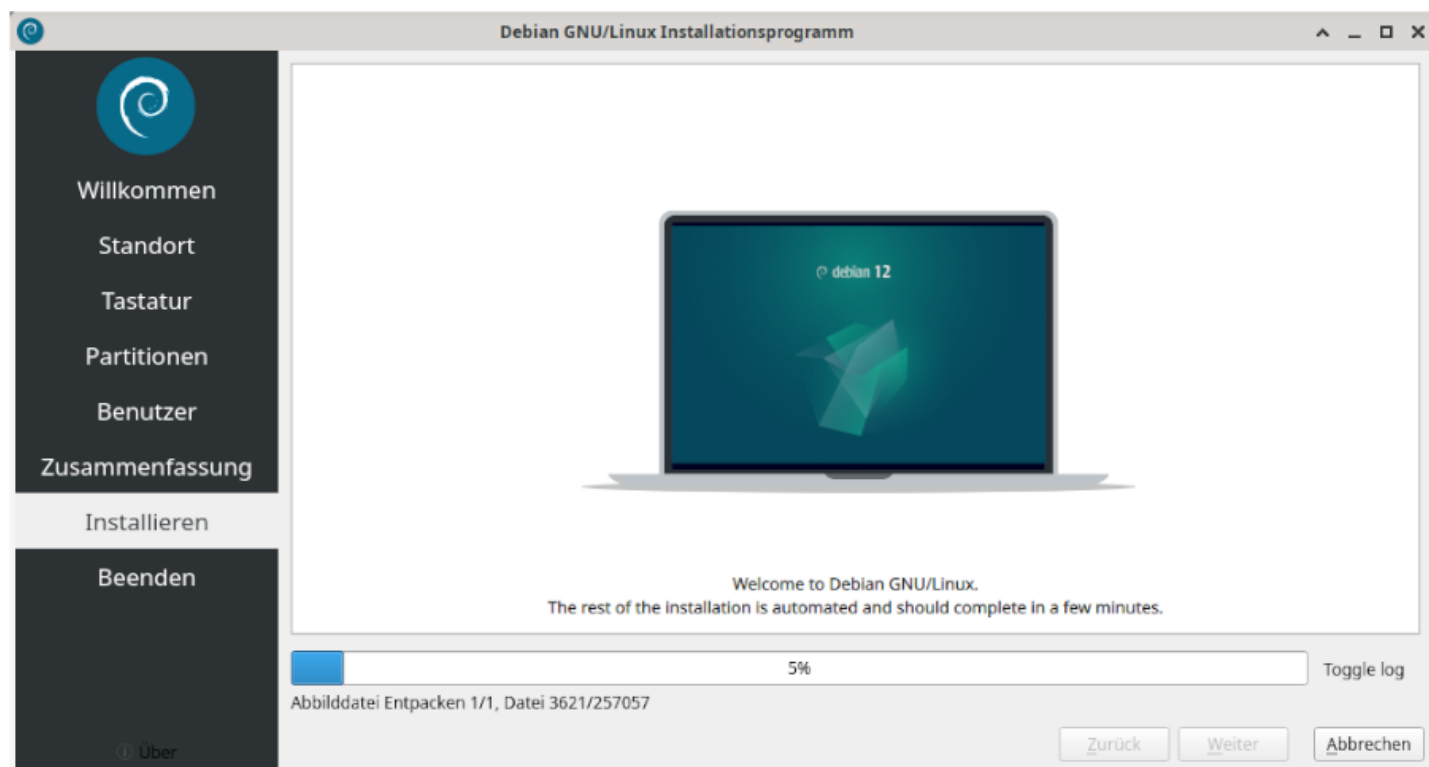 Debian GNU/Linux Installationsprogramm
Willkommen
Standort
Tastatur
Partitionen
Benutzer
Zusammenfassung
Installieren
Beenden
Über
debian 12
Welcome to Debian GNU/Linux.
The rest of the installation is automated and should complete in a few minutes.
5%
Toggle log
Abbilddatei Entpacken 1/1, Datei 3621/257057
Zurück
Weiter
Abbrechen